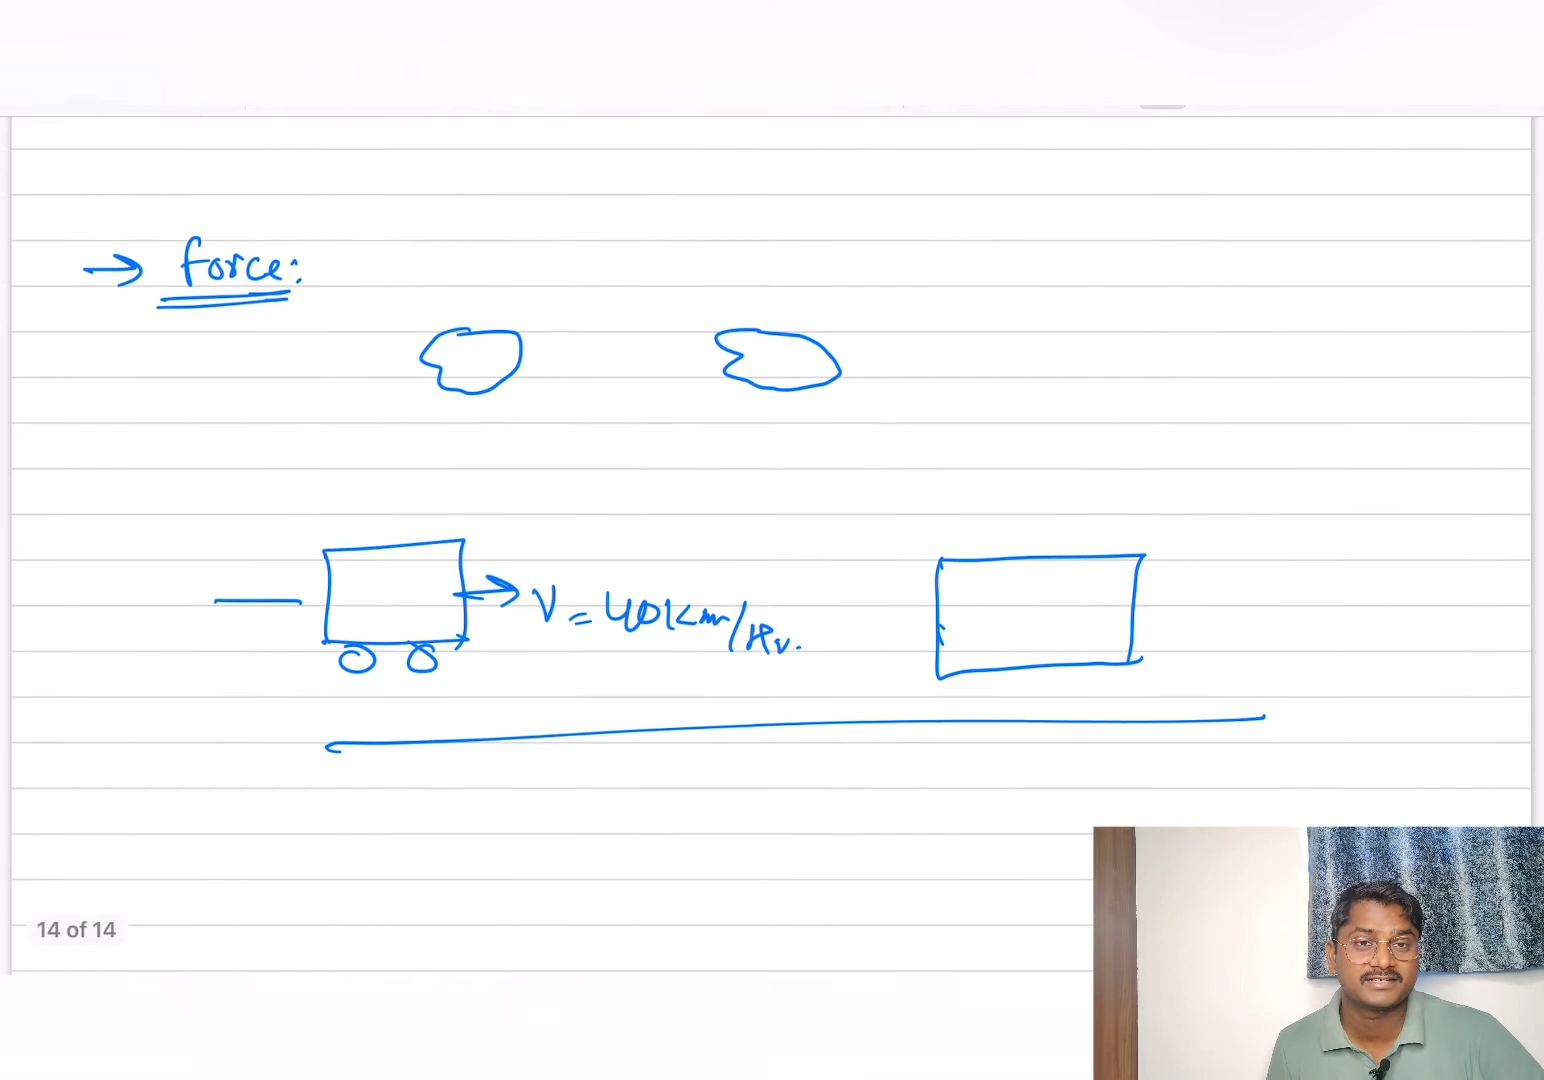 → force:
V = 40km/Hr.
14 of 14